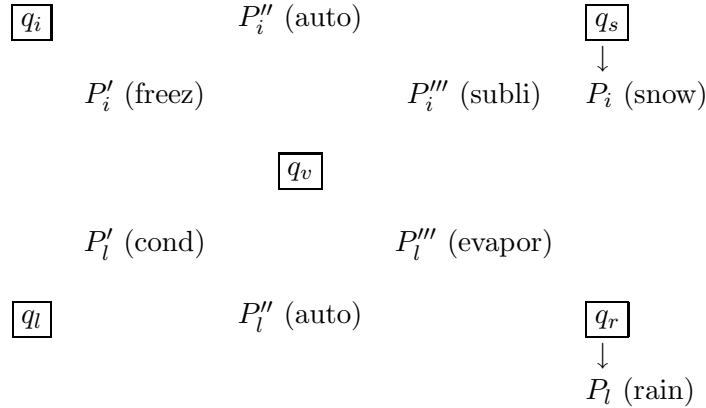 q_i P_i'' (auto) q_s
↓
P_i' (freez) P_i''' (subli) P_i (snow)
q_v
P_l' (cond) P_l''' (evapor)
q_l P_l'' (auto) q_r
↓
P_l (rain)